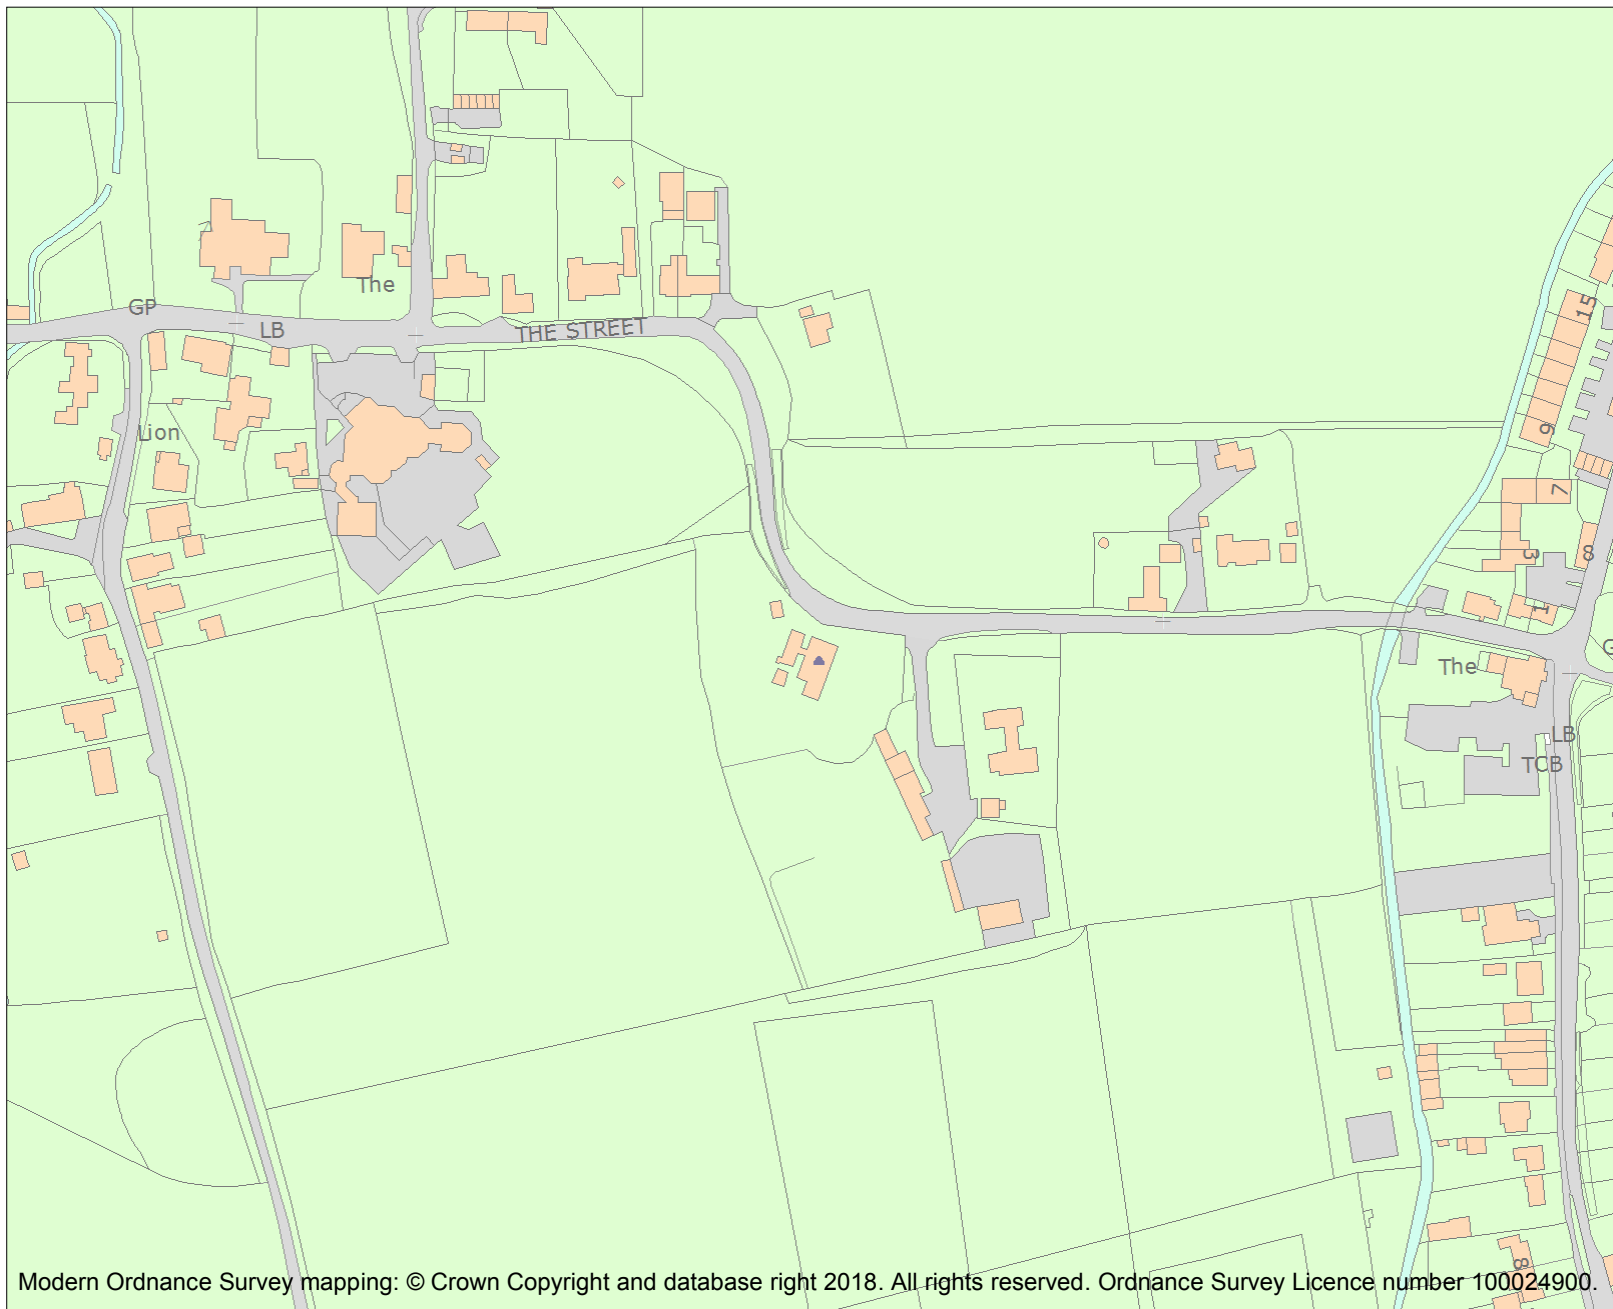 15
The
GP
LB
THE STREET
Lion
9
7
3
8
1
G
The
LB
TCB
8
Modern Ordnance Survey mapping: © Crown Copyright and database right 2018. All rights reserved. Ordnance Survey Licence number 100024900.